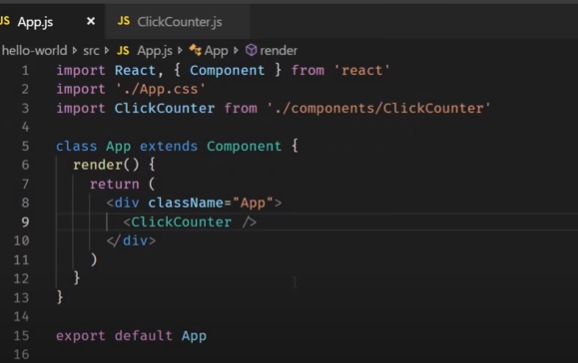 JS App.js × JS ClickCounter.js
hello-world src JS App.js App render
1 import React, { Component } from 'react'
2 import './App.css'
3 import ClickCounter from './components/ClickCounter'
4
5 class App extends Component {
6 render() {
7 return (
8 <div className="App">
9 <ClickCounter />
10 </div>
11 )
12 }
13 }
14
15 export default App
16